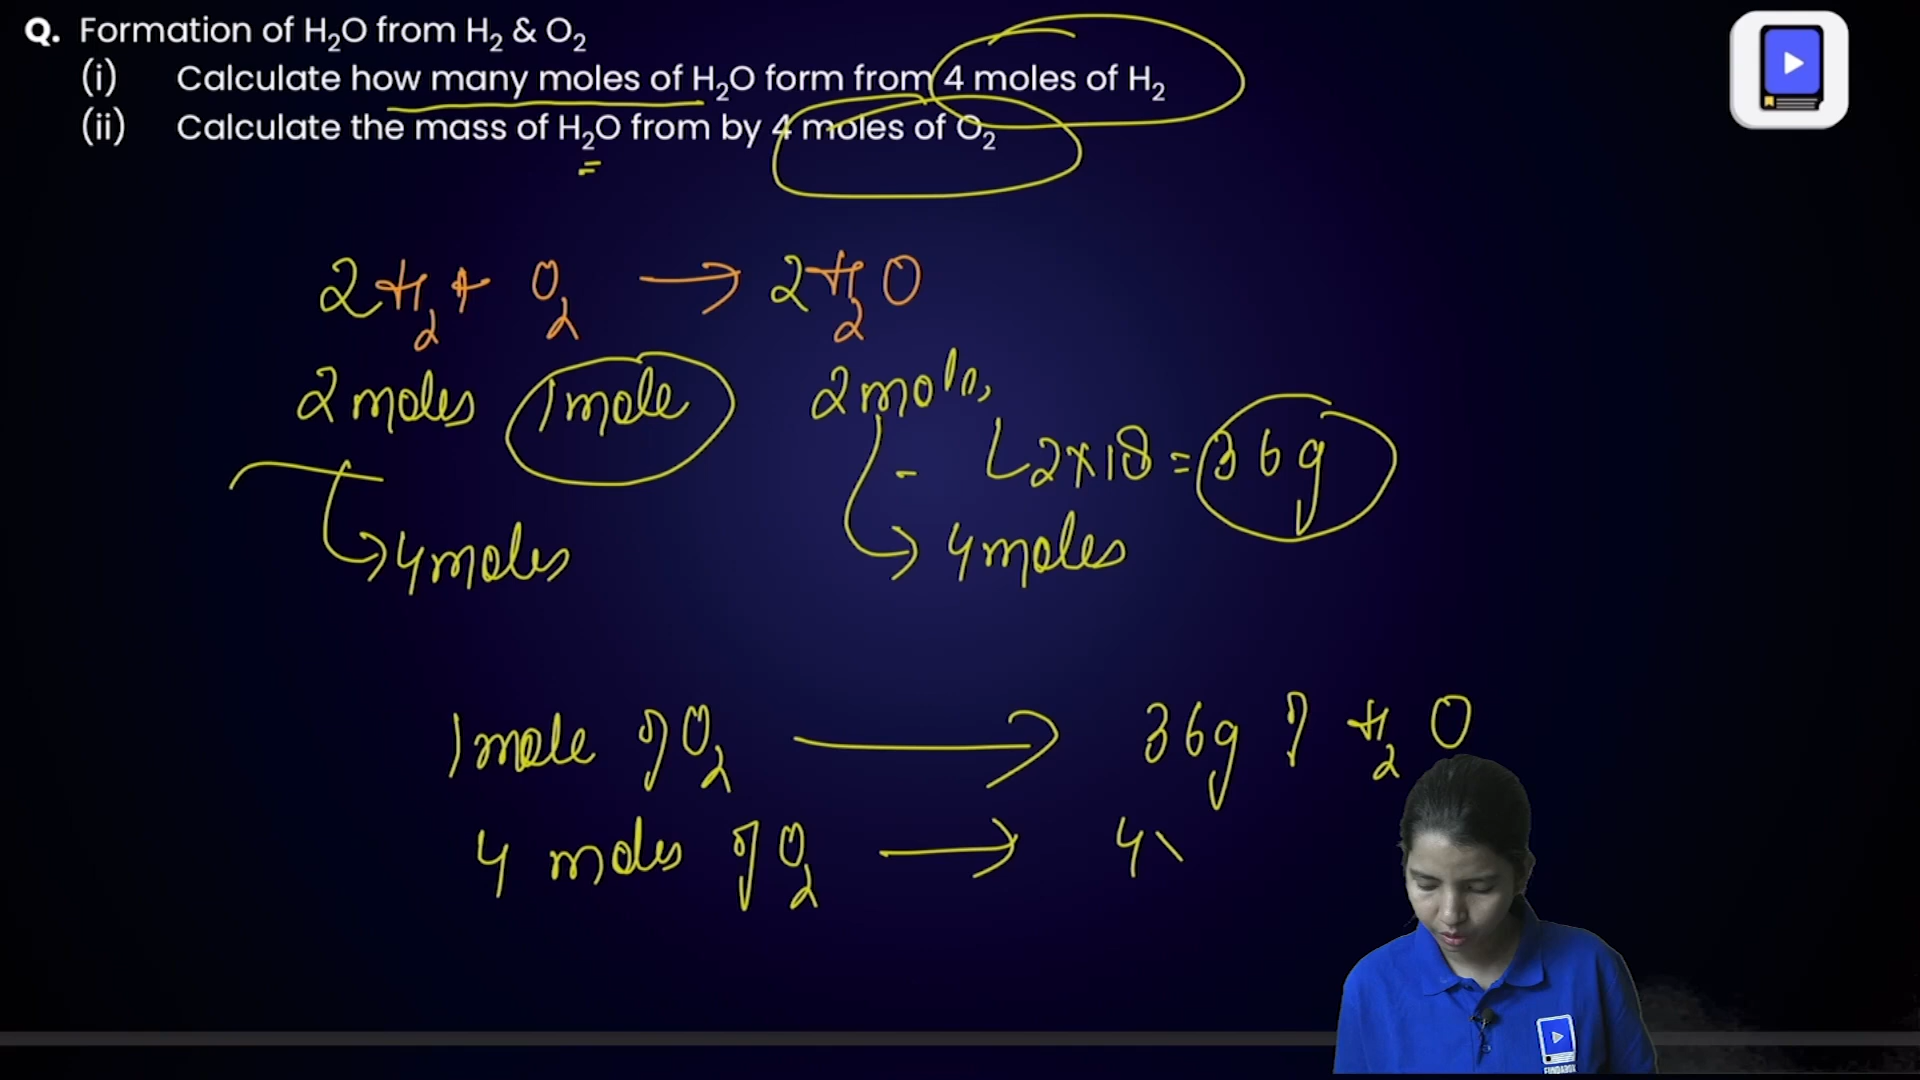 Q. Formation of H₂O from H₂ & O₂
(i) Calculate how many moles of H₂O form from 4 moles of H₂
(ii) Calculate the mass of H₂O from by 4 moles of O₂
2H₂ + O₂ → 2H₂O
2 moles 1 mole 2 moles
2×18 = 36g
4 moles 4 moles
1 mole of O₂ → 36g of H₂O
4 moles of O₂ → 4